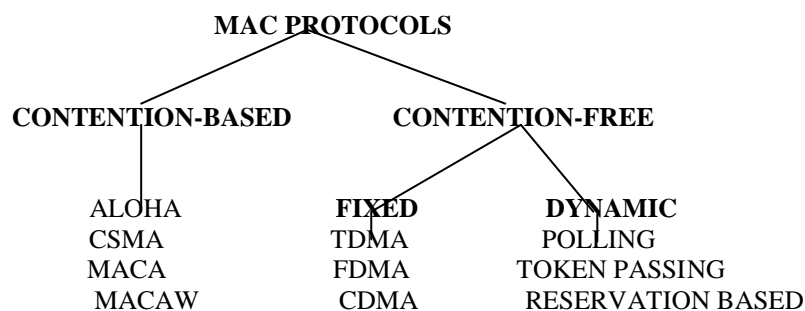 MAC PROTOCOLS
CONTENTION-BASED CONTENTION-FREE
ALOHA FIXED DYNAMIC
CSMA TDMA POLLING
MACA FDMA TOKEN PASSING
MACAW CDMA RESERVATION BASED